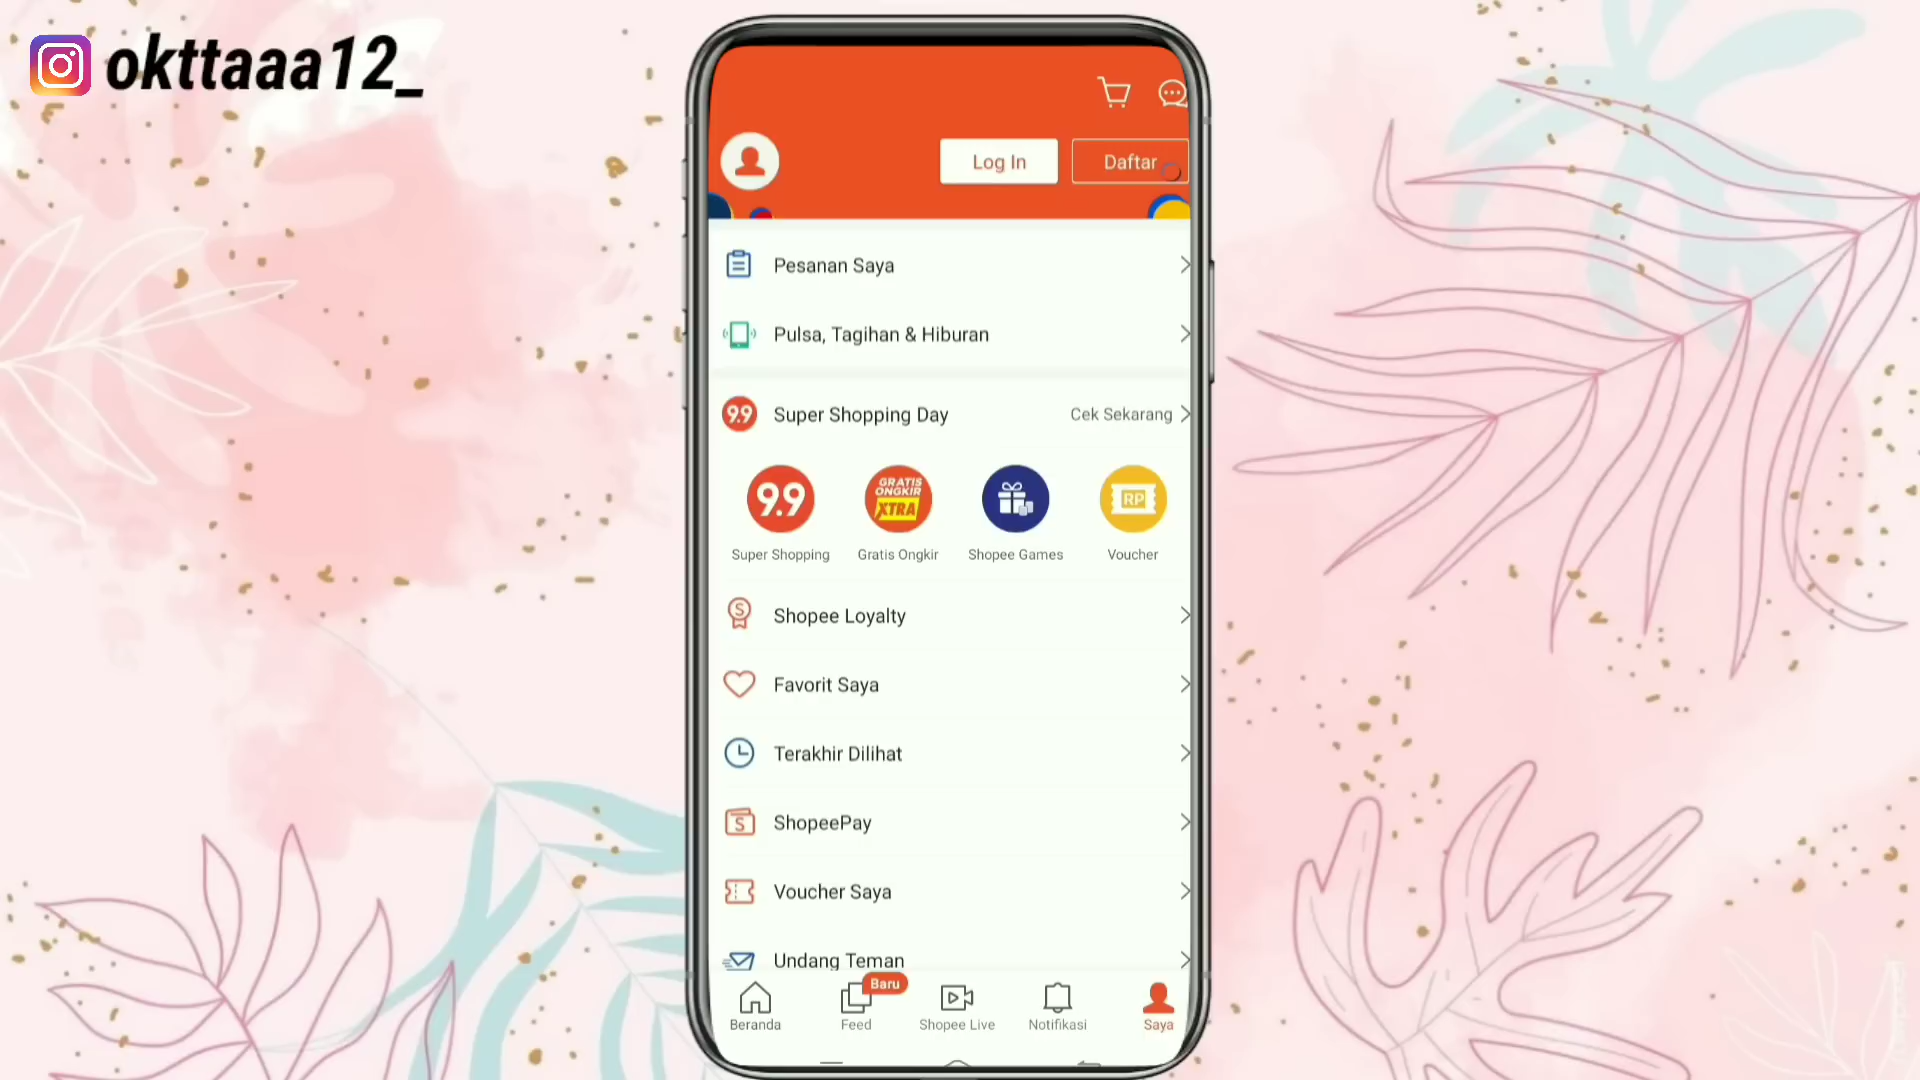 okttaaa12_
Log In
Daftar
Pesanan Saya
Pulsa, Tagihan & Hiburan
9.9
Super Shopping Day
Cek Sekarang
9.9
GRATIS
ONGKIR
XTRA
RP
Super Shopping
Gratis Ongkir
Shopee Games
Voucher
S
Shopee Loyalty
Favorit Saya
Terakhir Dilihat
S
ShopeePay
Voucher Saya
Undang Teman
Baru
Beranda
Feed
Shopee Live
Notifikasi
Saya